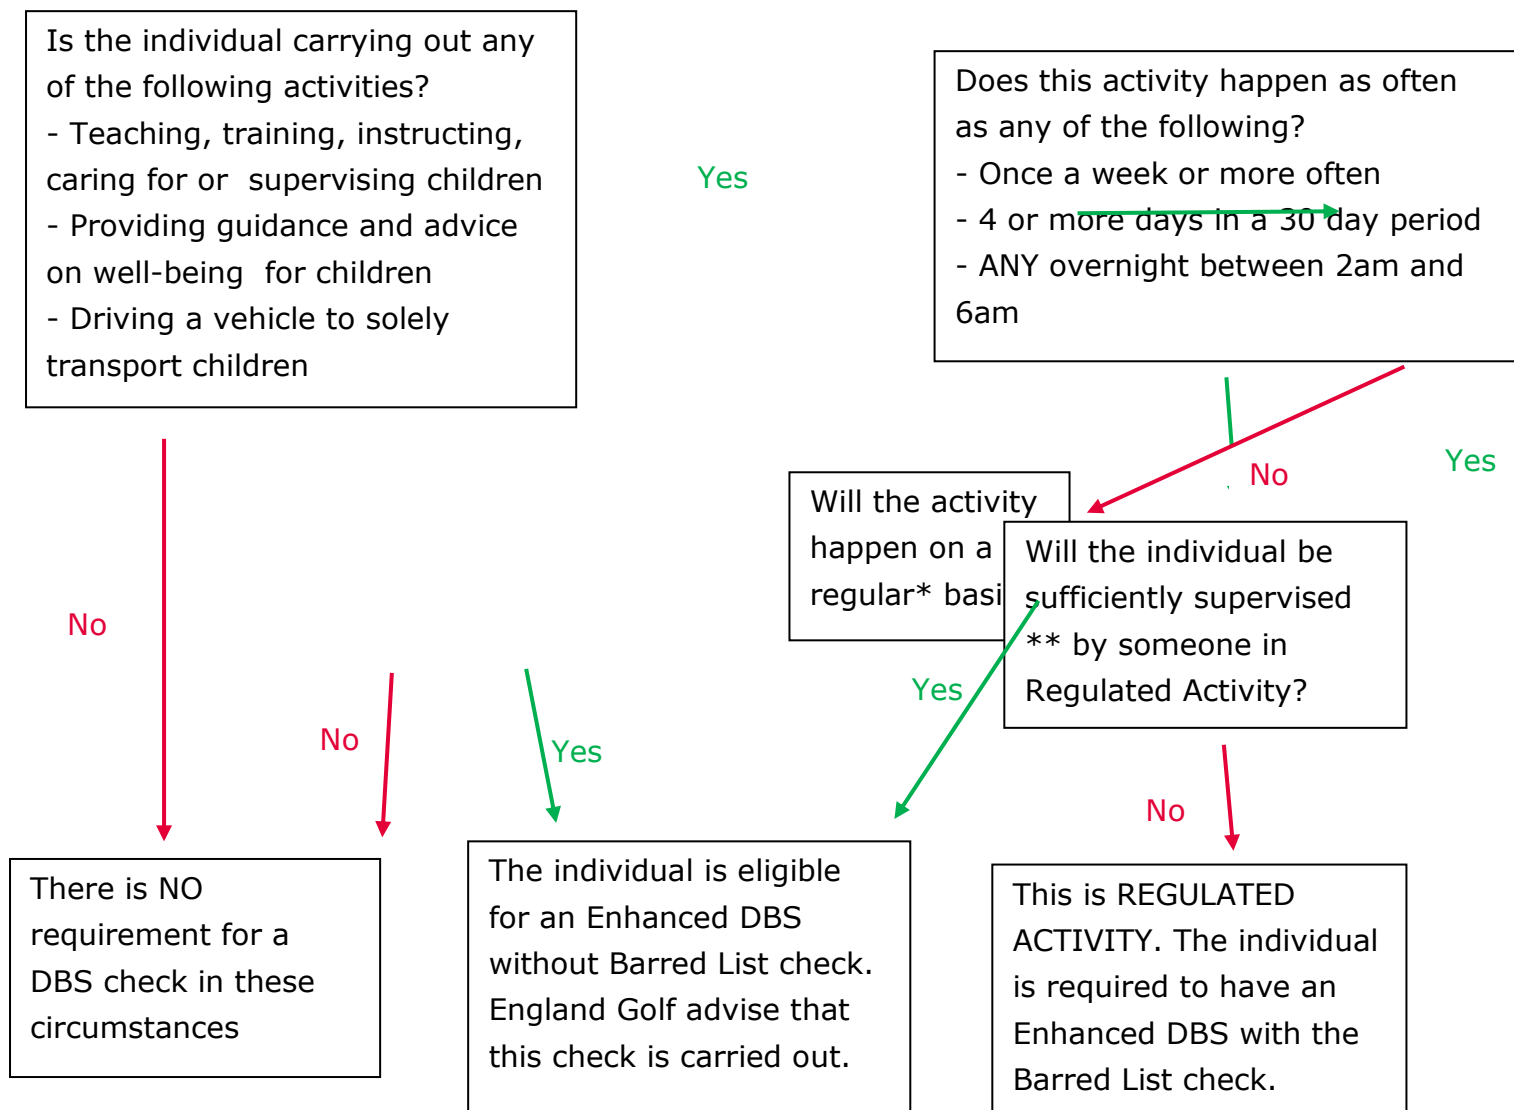 Is the individual carrying out any
of the following activities?
- Teaching, training, instructing,
caring for or supervising children
- Providing guidance and advice
on well-being for children
- Driving a vehicle to solely
transport children
Yes
Does this activity happen as often
as any of the following?
- Once a week or more often
- 4 or more days in a 30 day period
- ANY overnight between 2am and
6am
No
Yes
Will the activity
happen on a
regular* basi
Will the individual be
sufficiently supervised
** by someone in
Regulated Activity?
No
Yes
No
Yes
No
There is NO
requirement for a
DBS check in these
circumstances
The individual is eligible
for an Enhanced DBS
without Barred List check.
England Golf advise that
this check is carried out.
This is REGULATED
ACTIVITY. The individual
is required to have an
Enhanced DBS with the
Barred List check.